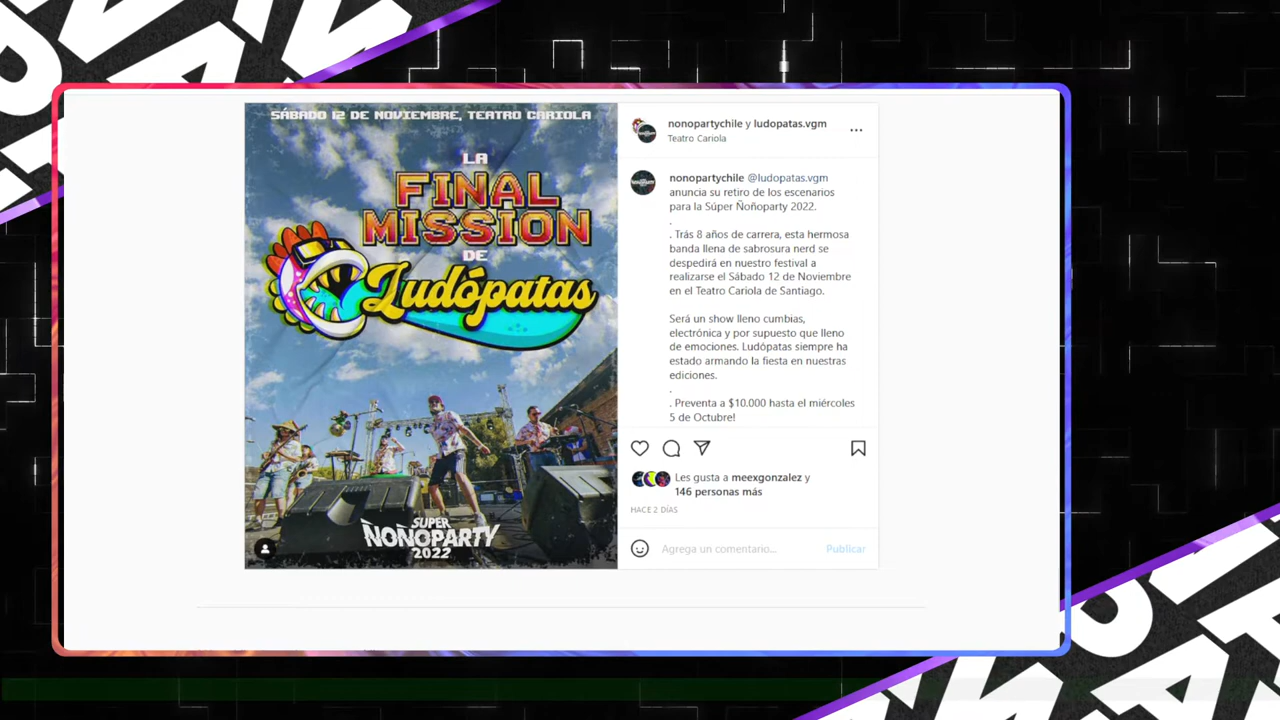 SÁBADO 12 DE NOVIEMBRE, TEATRO CARIOLA
LA
FINAL
MISSION
DE
Ludópatas
SUPER
ÑOÑOPARTY
2022
nonopartychile y ludopatas.vgm
Teatro Cariola
nonopartychile @ludopatas.vgm
anuncia su retiro de los escenarios
para la Súper Ñoñoparty 2022.
.
. Trás 8 años de carrera, esta hermosa
banda llena de sabrosura nerd se
despedirá en nuestro festival a
realizarse el Sábado 12 de Noviembre
en el Teatro Cariola de Santiago.
Será un show lleno cumbias,
electrónica y por supuesto que lleno
de emociones. Ludópatas siempre ha
estado armando la fiesta en nuestras
ediciones.
.
. Preventa a $10.000 hasta el miércoles
5 de Octubre!
Les gusta a meexgonzalez y
146 personas más
HACE 2 DÍAS
Agrega un comentario...
Publicar